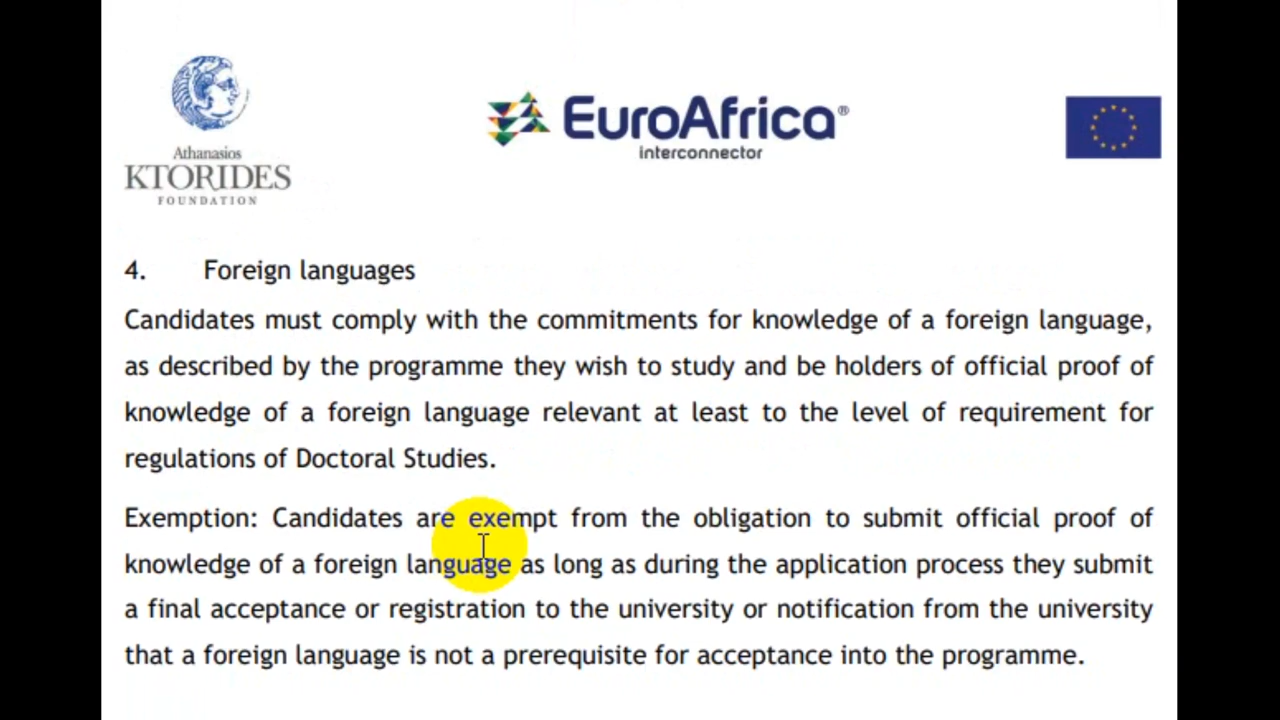 Athanasios
KTORIDES
FOUNDATION
EuroAfrica®
interconnector
4. Foreign languages
Candidates must comply with the commitments for knowledge of a foreign language,
as described by the programme they wish to study and be holders of official proof of
knowledge of a foreign language relevant at least to the level of requirement for
regulations of Doctoral Studies.
Exemption: Candidates are exempt from the obligation to submit official proof of
knowledge of a foreign language as long as during the application process they submit
a final acceptance or registration to the university or notification from the university
that a foreign language is not a prerequisite for acceptance into the programme.